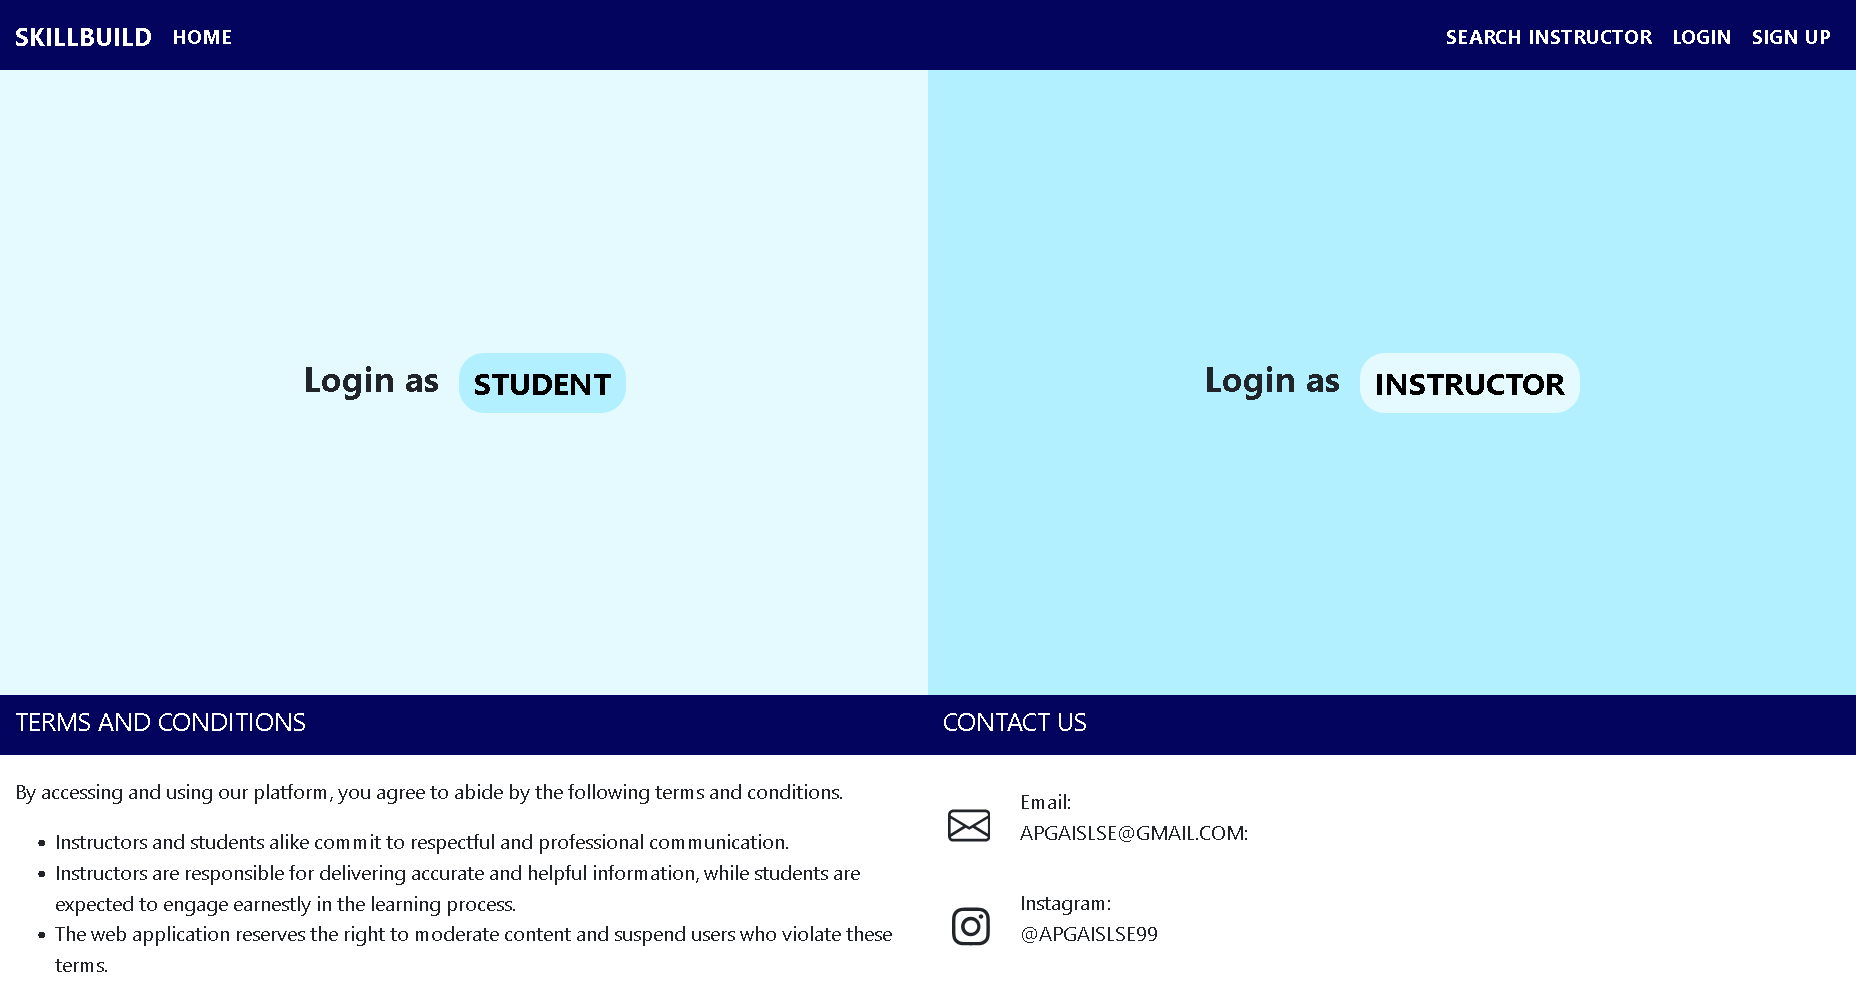 SKILLBUILD HOME SEARCH INSTRUCTOR LOGIN SIGN UP
Login as STUDENT
Login as INSTRUCTOR
TERMS AND CONDITIONS
By accessing and using our platform, you agree to abide by the following terms and conditions.
• Instructors and students alike commit to respectful and professional communication.
• Instructors are responsible for delivering accurate and helpful information, while students are
expected to engage earnestly in the learning process.
• The web application reserves the right to moderate content and suspend users who violate these
terms.
CONTACT US
Email:
APGAISLSE@GMAIL.COM:
Instagram:
@APGAISLSE99